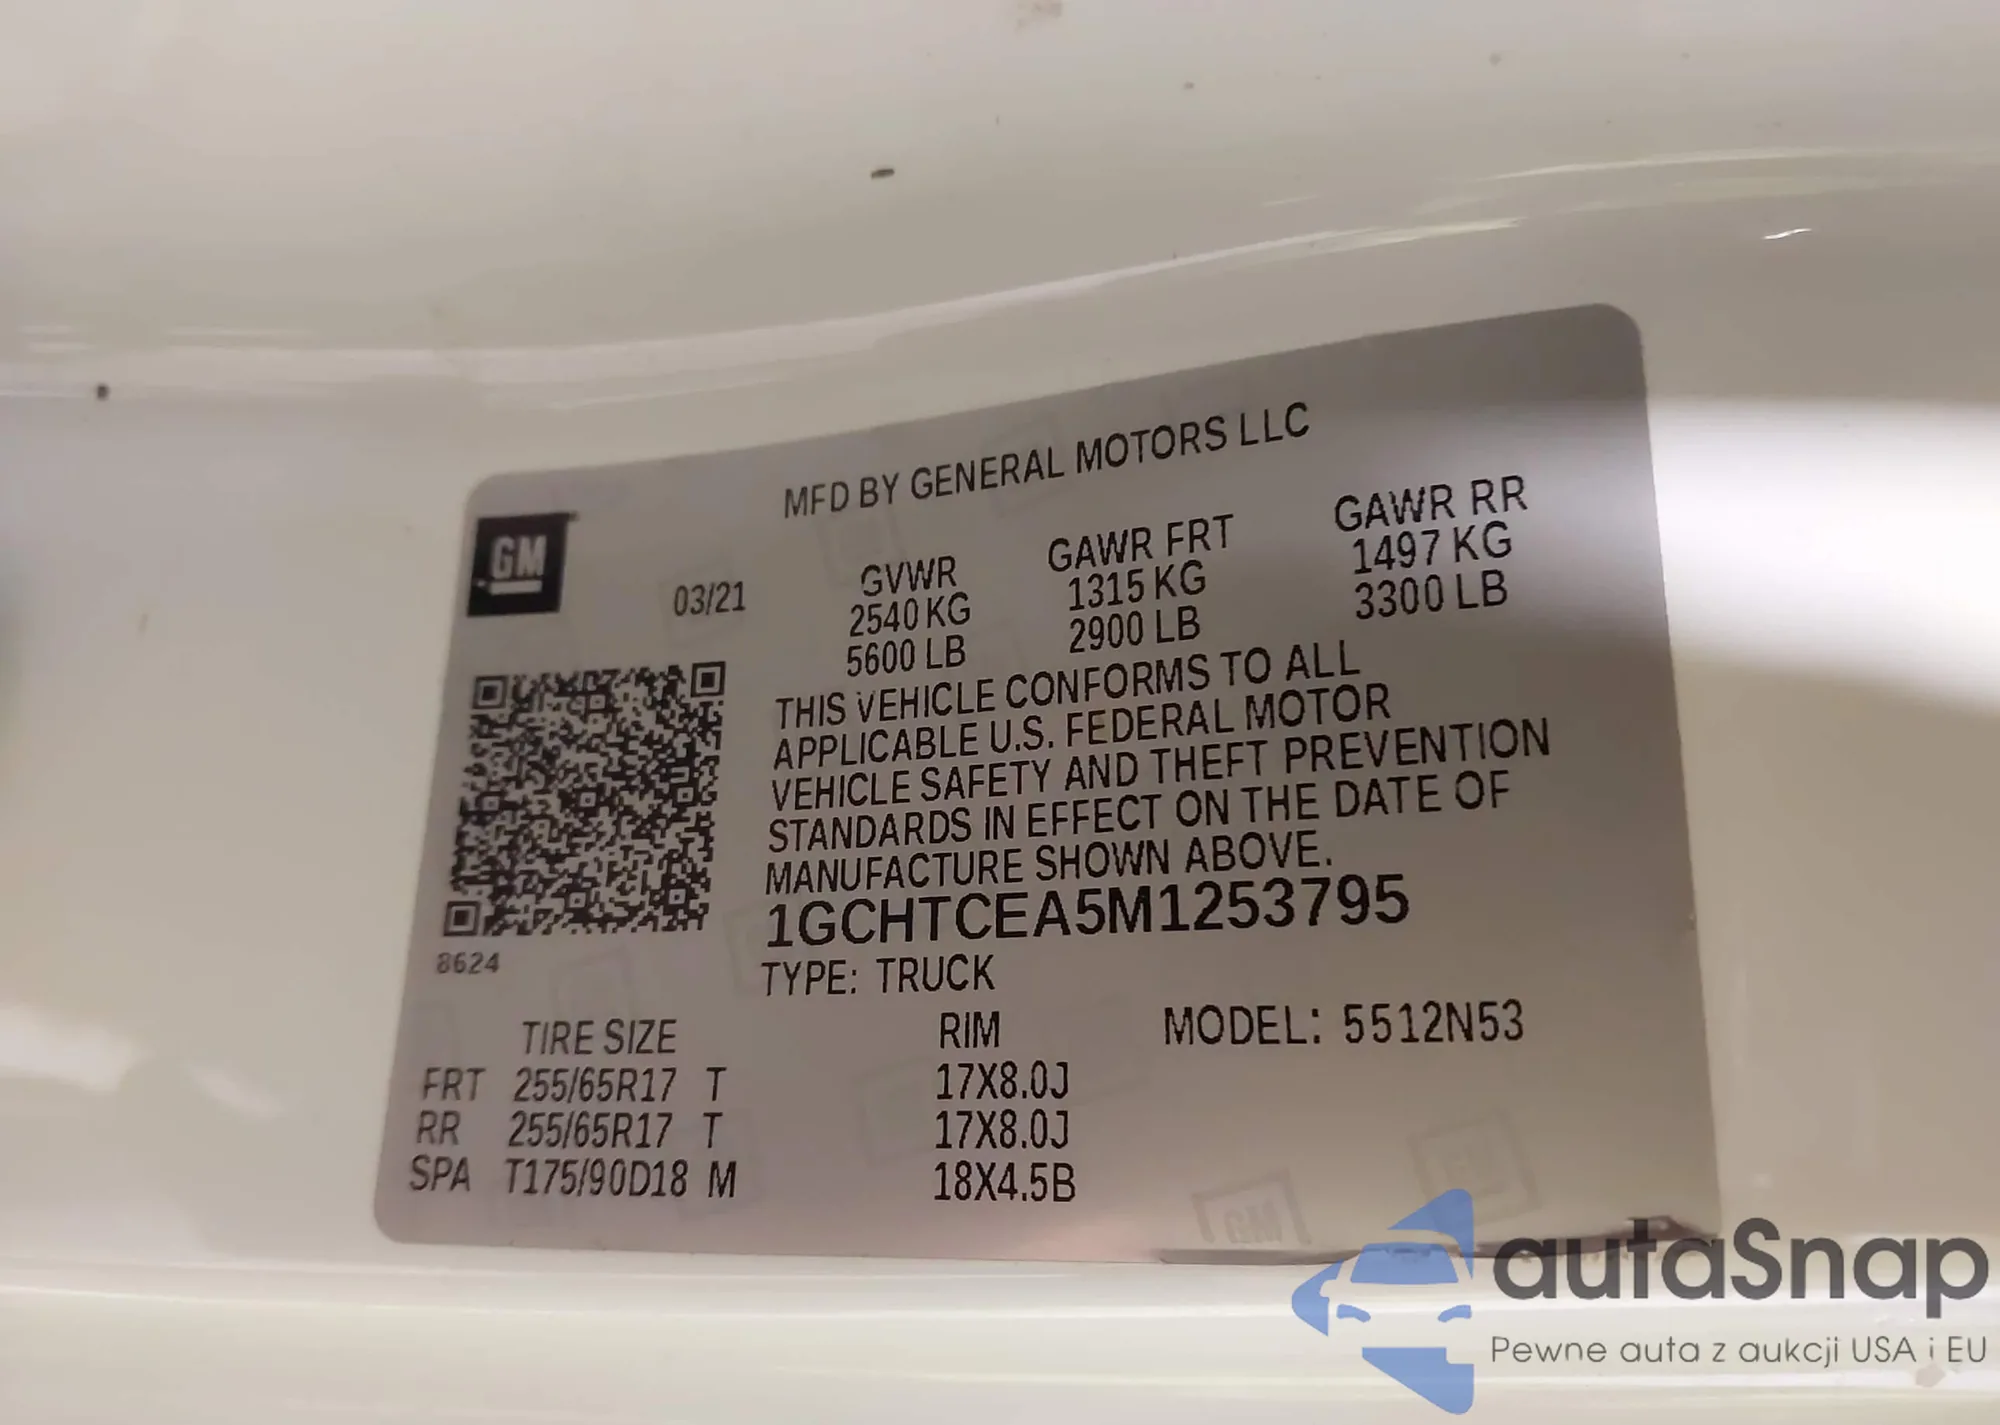 MFD BY GENERAL MOTORS LLC
GM
03/21
GVWR
2540 KG
5600 LB
GAWR FRT
1315 KG
2900 LB
GAWR RR
1497 KG
3300 LB
THIS VEHICLE CONFORMS TO ALL
APPLICABLE U.S. FEDERAL MOTOR
VEHICLE SAFETY AND THEFT PREVENTION
STANDARDS IN EFFECT ON THE DATE OF
MANUFACTURE SHOWN ABOVE.
1GCHTCEA5M1253795
8624
TYPE: TRUCK
MODEL: 5512N53
TIRE SIZE RIM
FRT 255/65R17 T 17X8.0J
RR 255/65R17 T 17X8.0J
SPA T175/90D18 M 18X4.5B
GM
autaSnap
Pewne auta z aukcji USA i EU